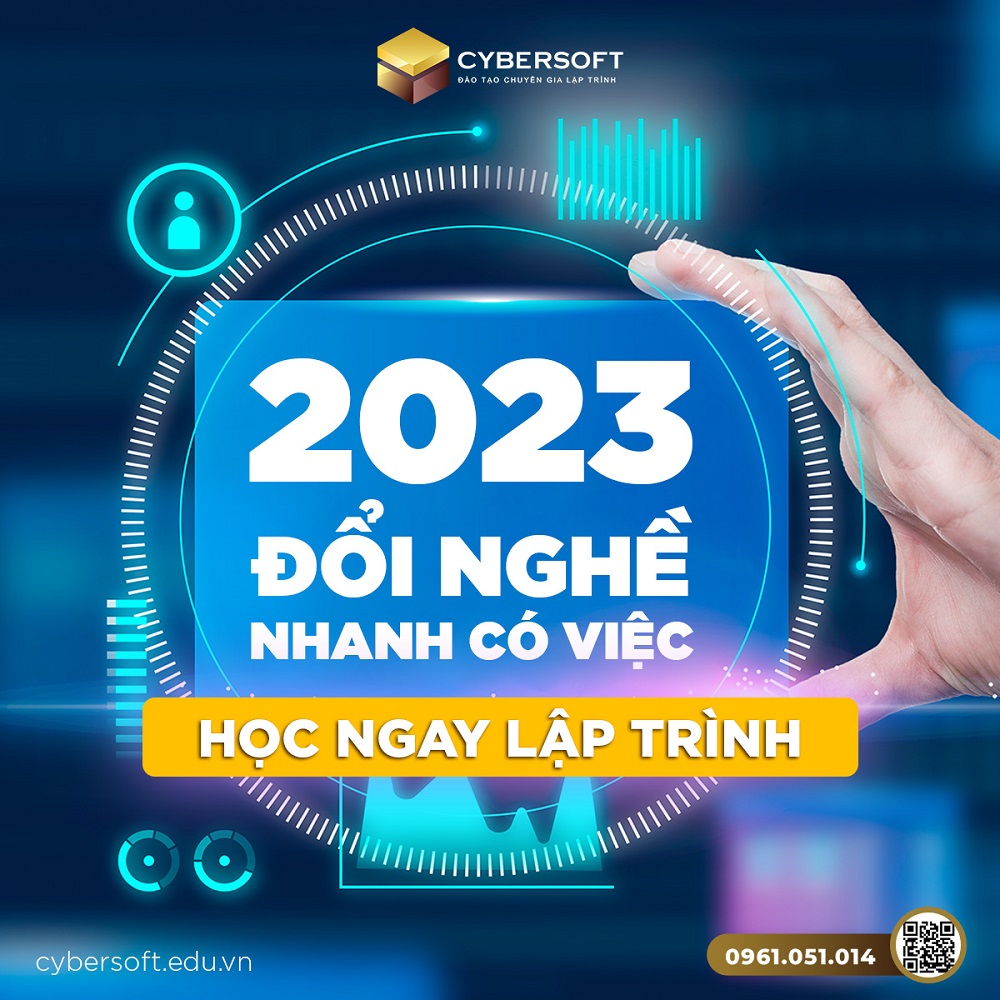 CYBERSOFT
ĐÀO TẠO CHUYÊN GIA LẬP TRÌNH
2023
ĐỔI NGHỀ
NHANH CÓ VIỆC
HỌC NGAY LẬP TRÌNH
cybersoft.edu.vn
0961.051.014